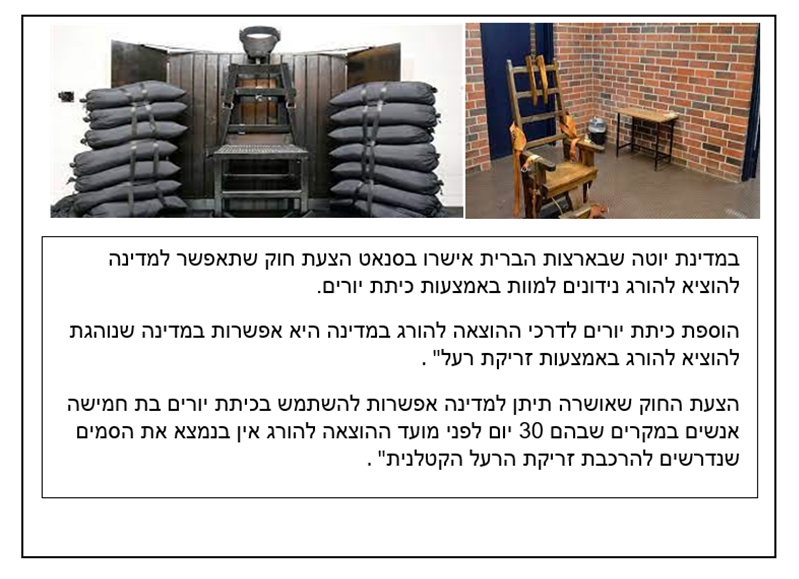 במדינת יוטה שבארצות הברית אישרו בסנאט הצעת חוק שתאפשר למדינה
להוציא להורג נידונים למוות באמצעות כיתת יורים.
הוספת כיתת יורים לדרכי ההוצאה להורג במדינה היא אפשרות במדינה שנוהגת
להוציא להורג באמצעות זריקת רעל" .
הצעת החוק שאושרה תיתן למדינה אפשרות להשתמש בכיתת יורים בת חמישה
אנשים במקרים שבהם 30 יום לפני מועד ההוצאה להורג אין בנמצא את הסמים
שנדרשים להרכבת זריקת הרעל הקטלנית" .